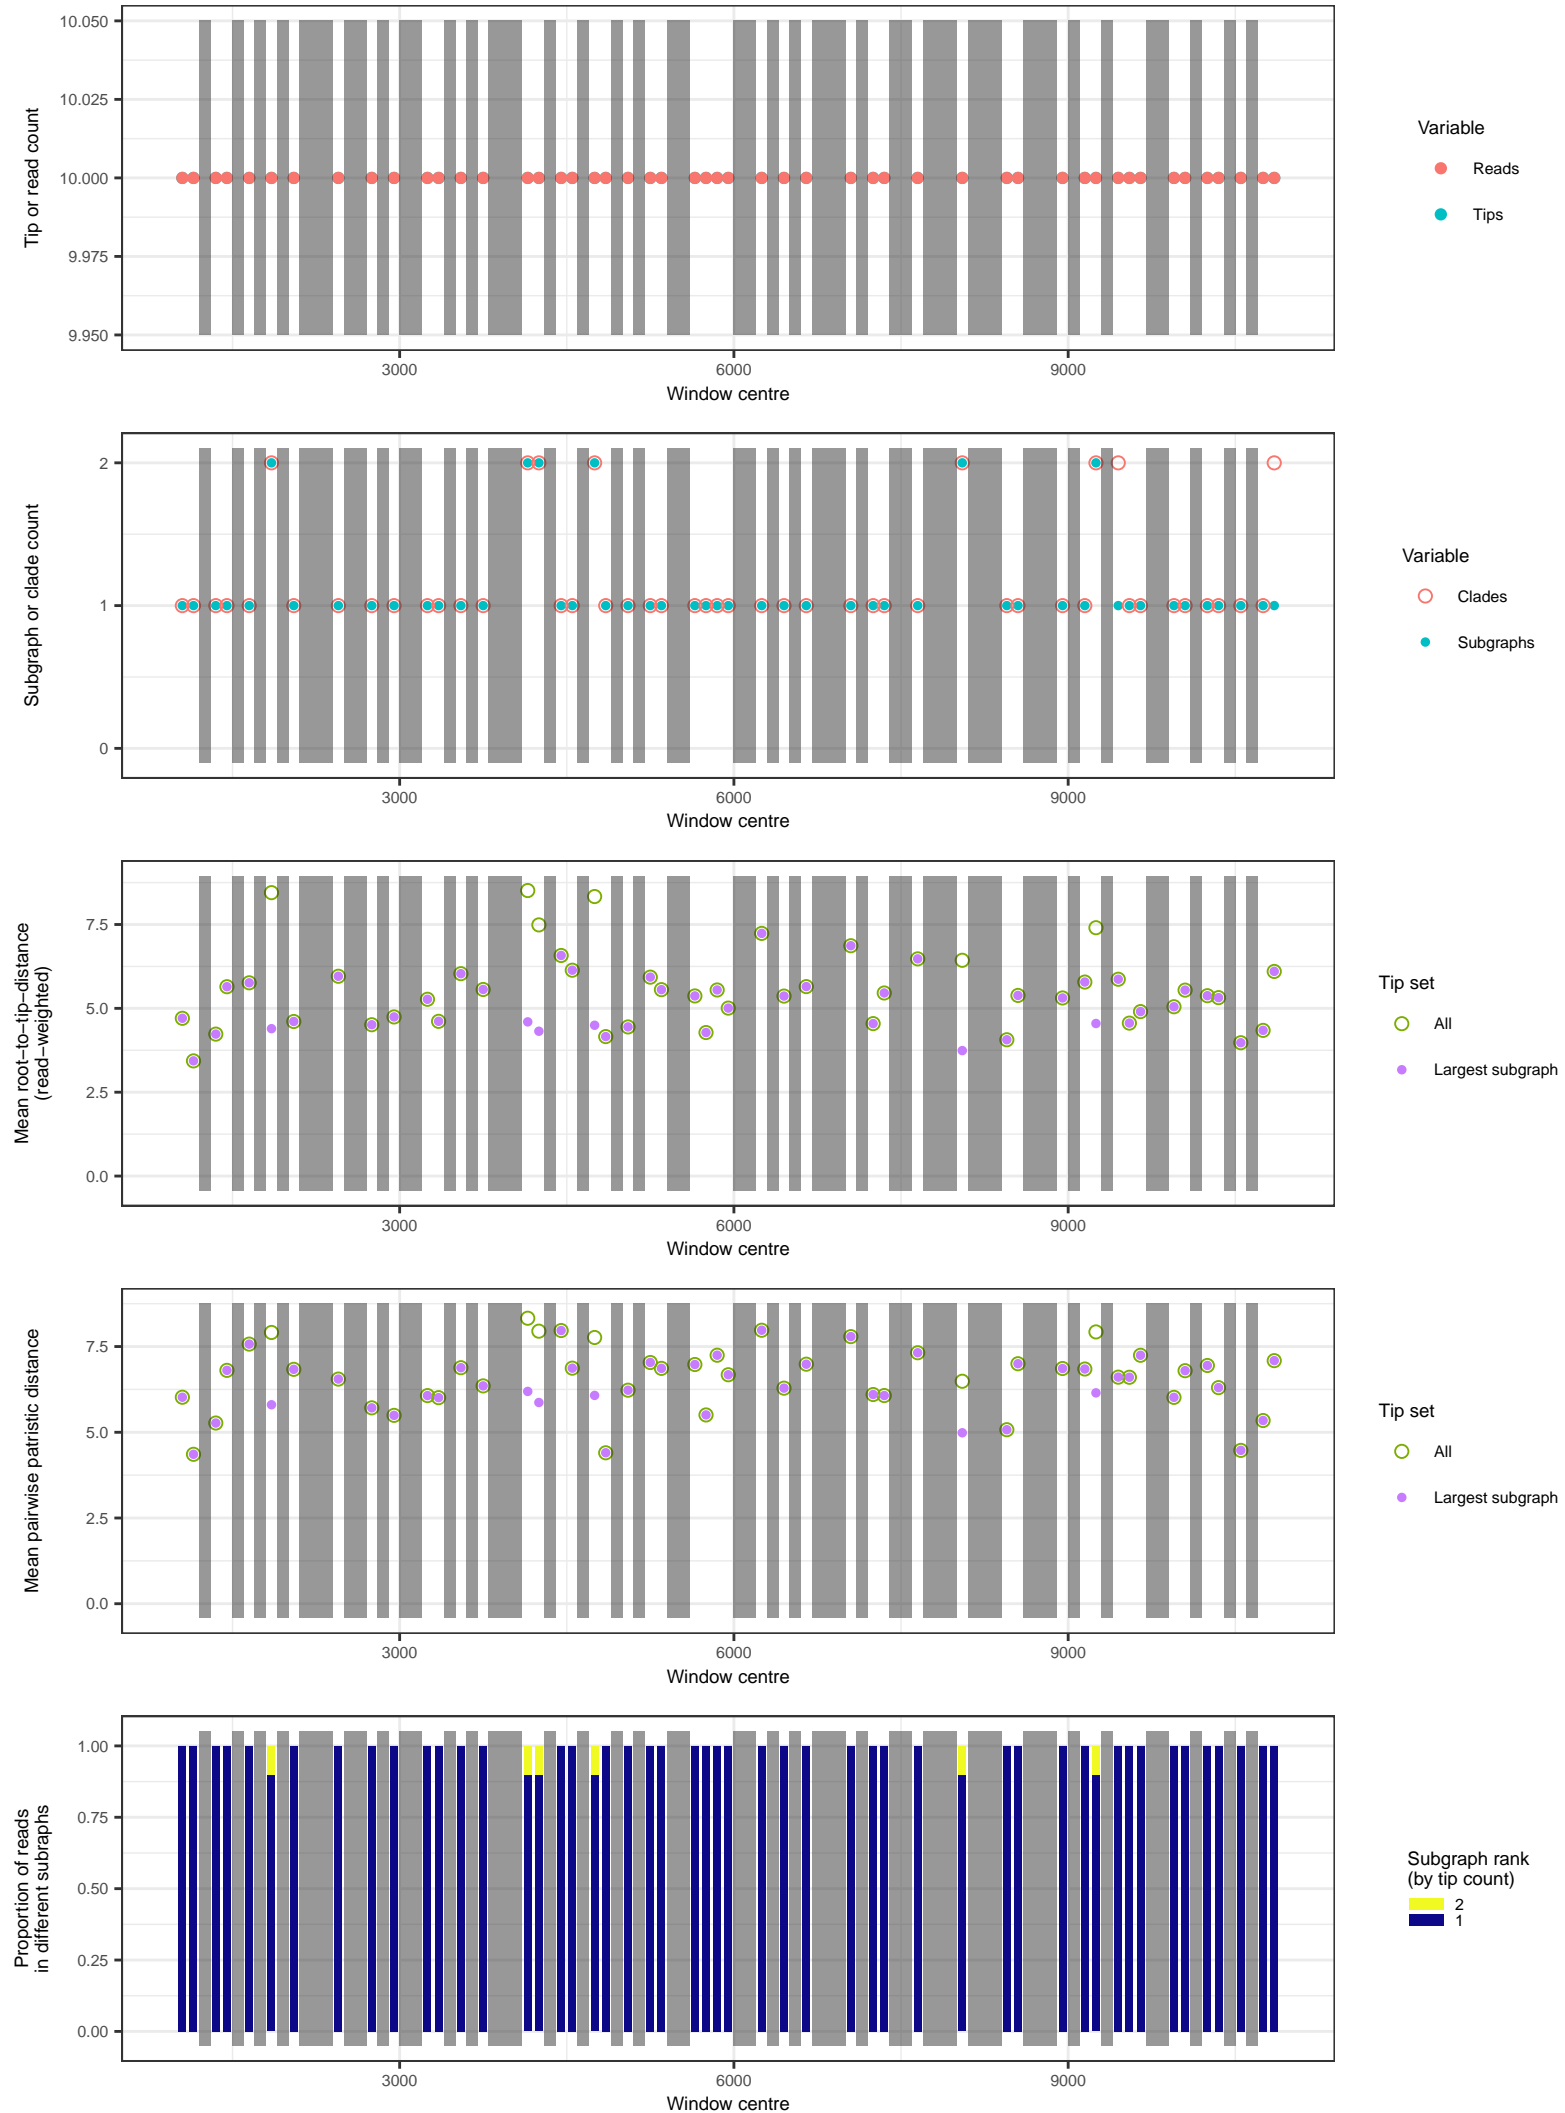 10.050
10.025
10.000
9.975
9.950
Tip or read count
3000
6000
9000
Window centre
Variable
Reads
Tips
2
1
0
Subgraph or clade count
3000
6000
9000
Window centre
Variable
Clades
Subgraphs
7.5
5.0
2.5
0.0
Mean root−to−tip−distance
(read−weighted)
3000
6000
9000
Window centre
Tip set
All
Largest subgraph
7.5
5.0
2.5
0.0
Mean pairwise patristic distance
3000
6000
9000
Window centre
Tip set
All
Largest subgraph
1.00
0.75
0.50
0.25
0.00
Proportion of reads
in different subraphs
3000
6000
9000
Window centre
Subgraph rank
(by tip count)
2
1